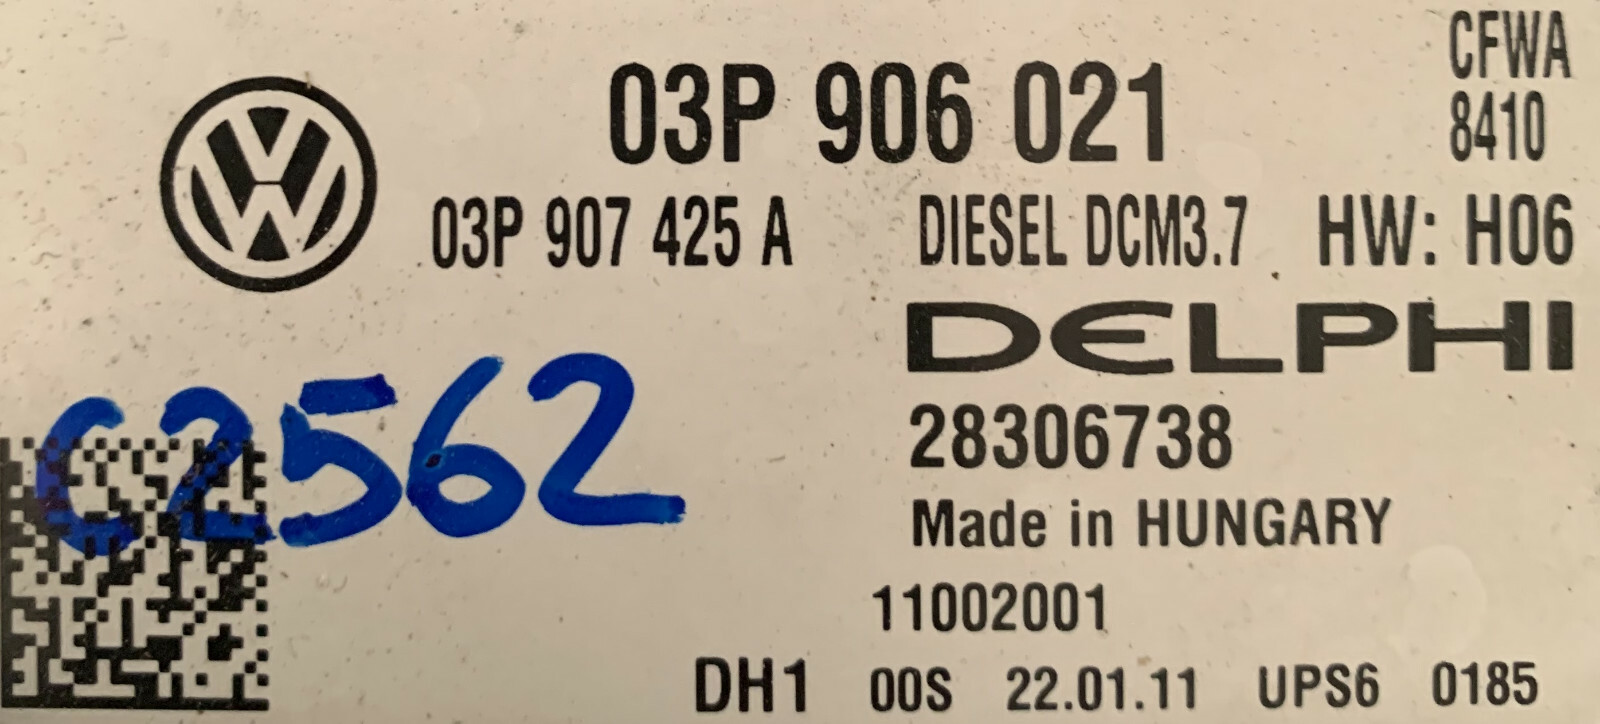 CFWA
03P 906 021
8410
03P 907 425 A DIESEL DCM3.7 HW: H06
DELPHI
28306738
C2562
Made in HUNGARY
11002001
DH1 00S 22.01.11 UPS6 0185